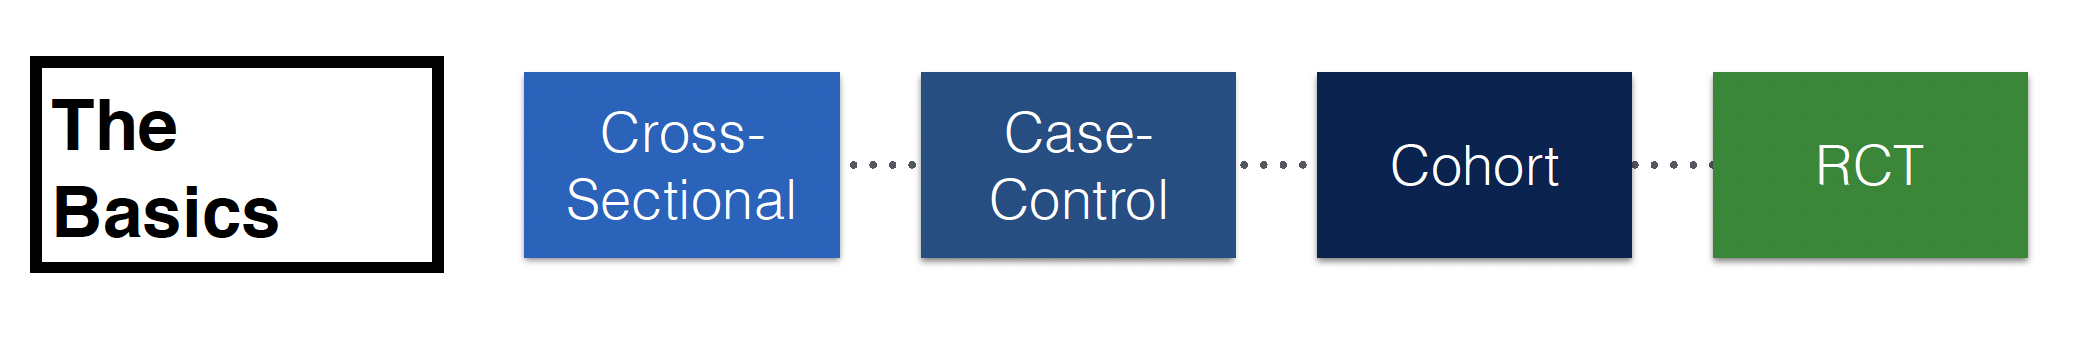 The
Basics
Cross-
Sectional
Case-
Control
Cohort
RCT